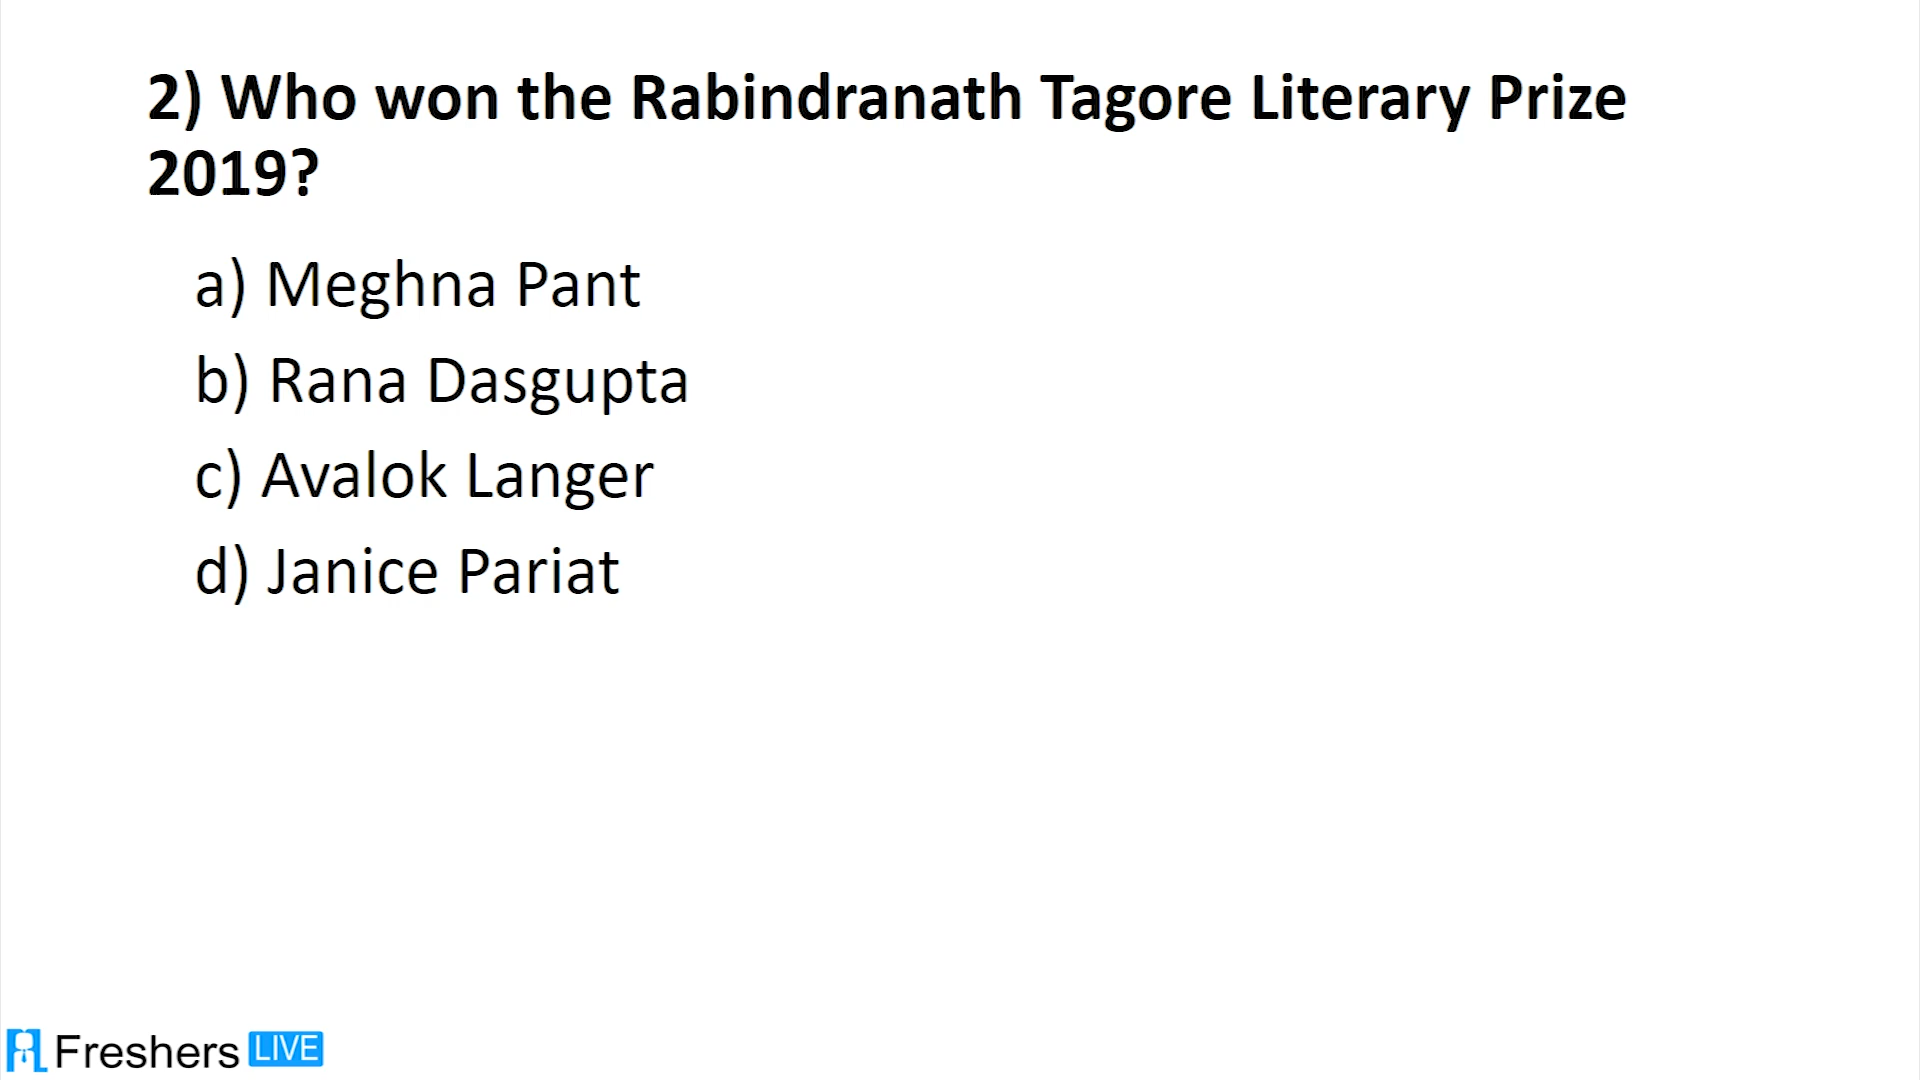 2) Who won the Rabindranath Tagore Literary Prize
2019?
a) Meghna Pant
b) Rana Dasgupta
c) Avalok Langer
d) Janice Pariat
Freshers LIVE